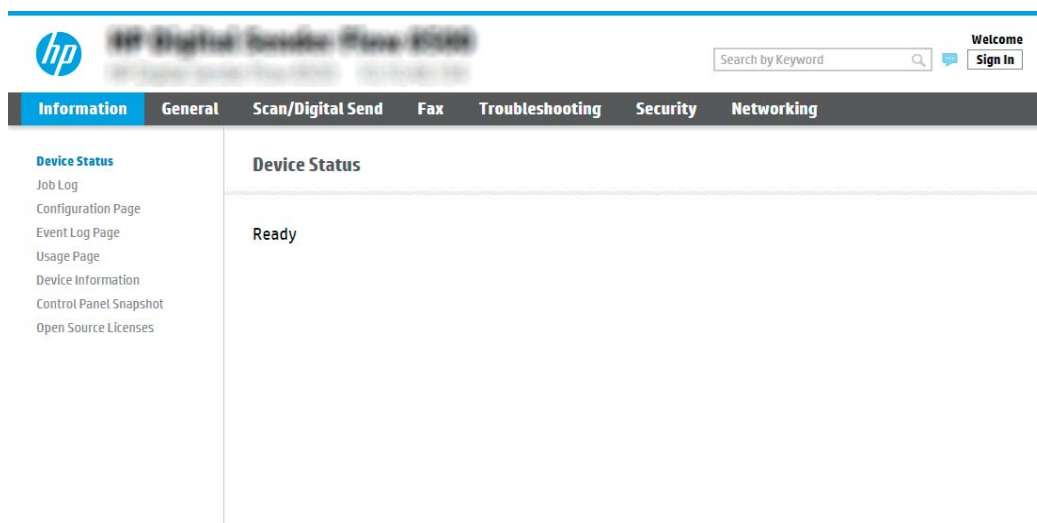 hp
Welcome
Search by Keyword
Sign In
Information General Scan/Digital Send Fax Troubleshooting Security Networking
Device Status
Job Log
Configuration Page
Event Log Page
Usage Page
Device Information
Control Panel Snapshot
Open Source Licenses
Device Status
Ready